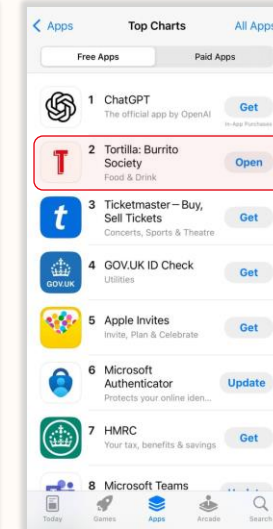 Apps Top Charts All Apps
Free Apps Paid Apps
1 ChatGPT
The official app by OpenAI
Get
In-App Purchases
T
2 Tortilla: Burrito
Society
Food & Drink
Open
t
3 Ticketmaster – Buy,
Sell Tickets
Concerts, Sports & Theatre
Get
GOV.UK
4 GOV.UK ID Check
Utilities
Get
5 Apple Invites
Invite, Plan & Celebrate
Get
6 Microsoft
Authenticator
Protects your online iden...
Update
7 HMRC
Your tax, benefits & savings
Get
8 Microsoft Teams
Today Games Apps Arcade Search